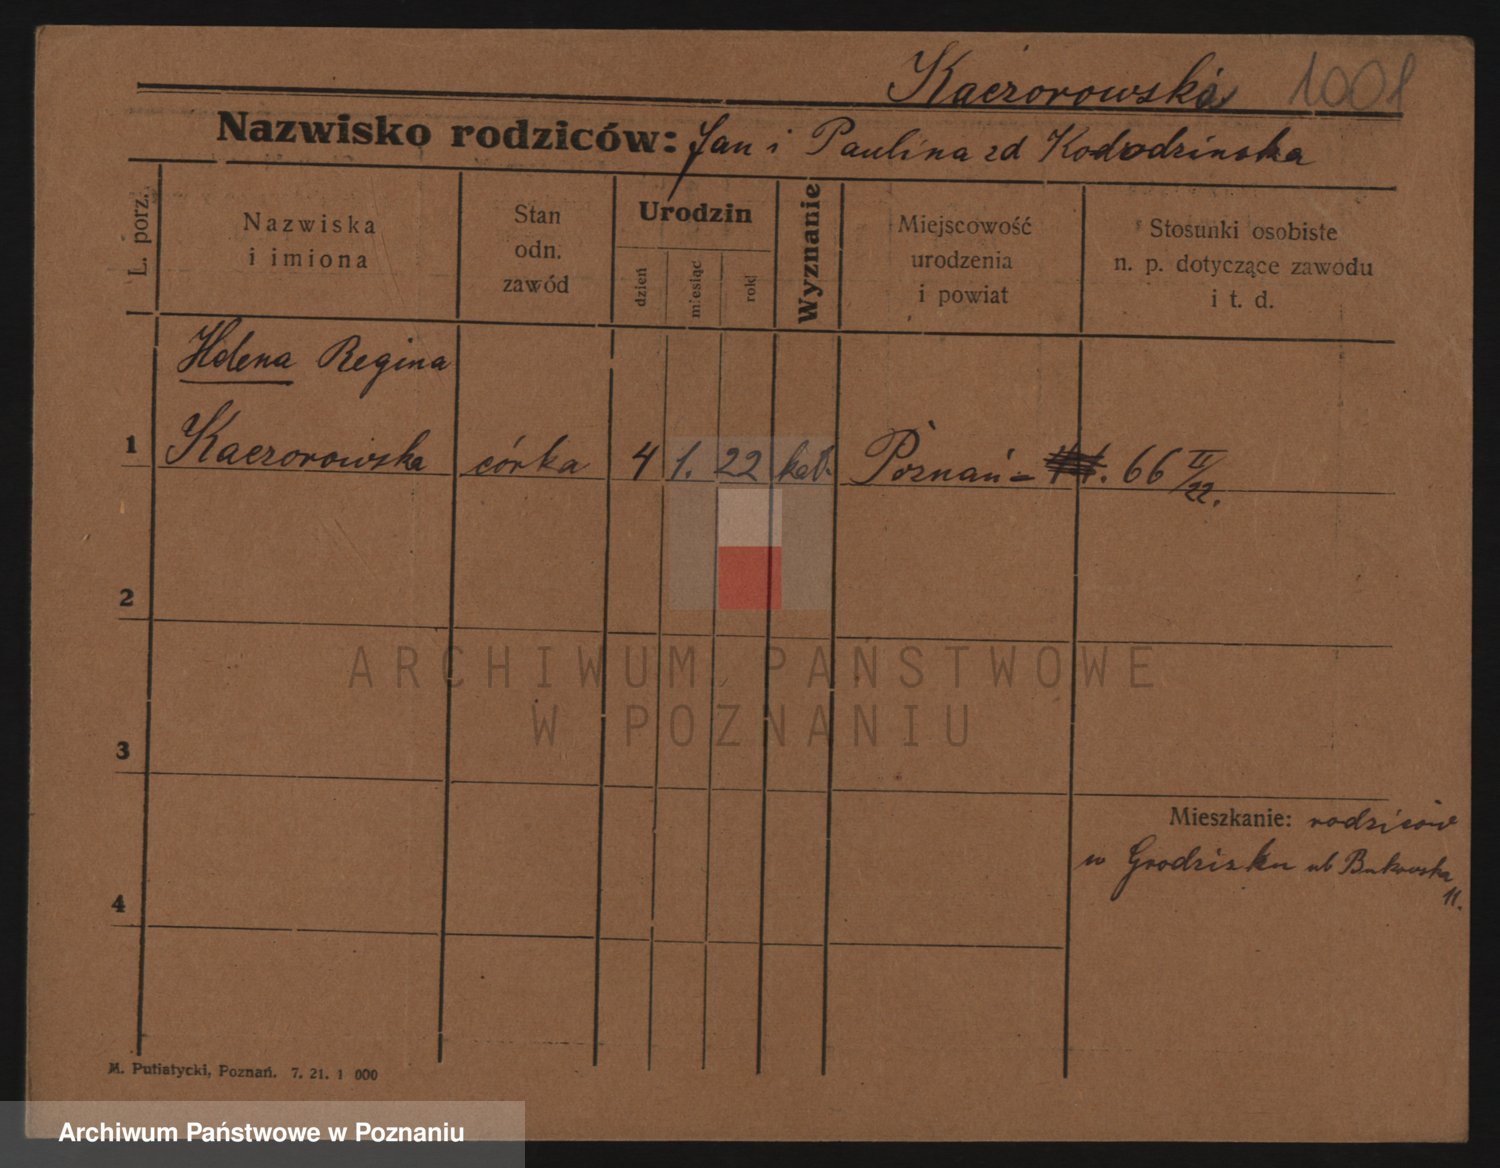 Kaczorowska 1001
Nazwisko rodziców: Jan i Paulina zd Kododzinska
L. porz.
Nazwiska
i imiona
Stan
odn.
zawód
Urodzin
dzień
miesiąc
rok
Wyznanie
Miejscowość
urodzenia
i powiat
Stosunki osobiste
n. p. dotyczące zawodu
i t. d.
Helena Regina
1 Kaczorowska córka 4 1. 22 kat. Poznań - 66 II/22.
2
3
Mieszkanie: rodziców
w Grodzisku ul Bukowska
11.
4
M. Putiatycki, Poznań. 7. 21. 1 000
ARCHIWUM PAŃSTWOWE
W POZNANIU
Archiwum Państwowe w Poznaniu